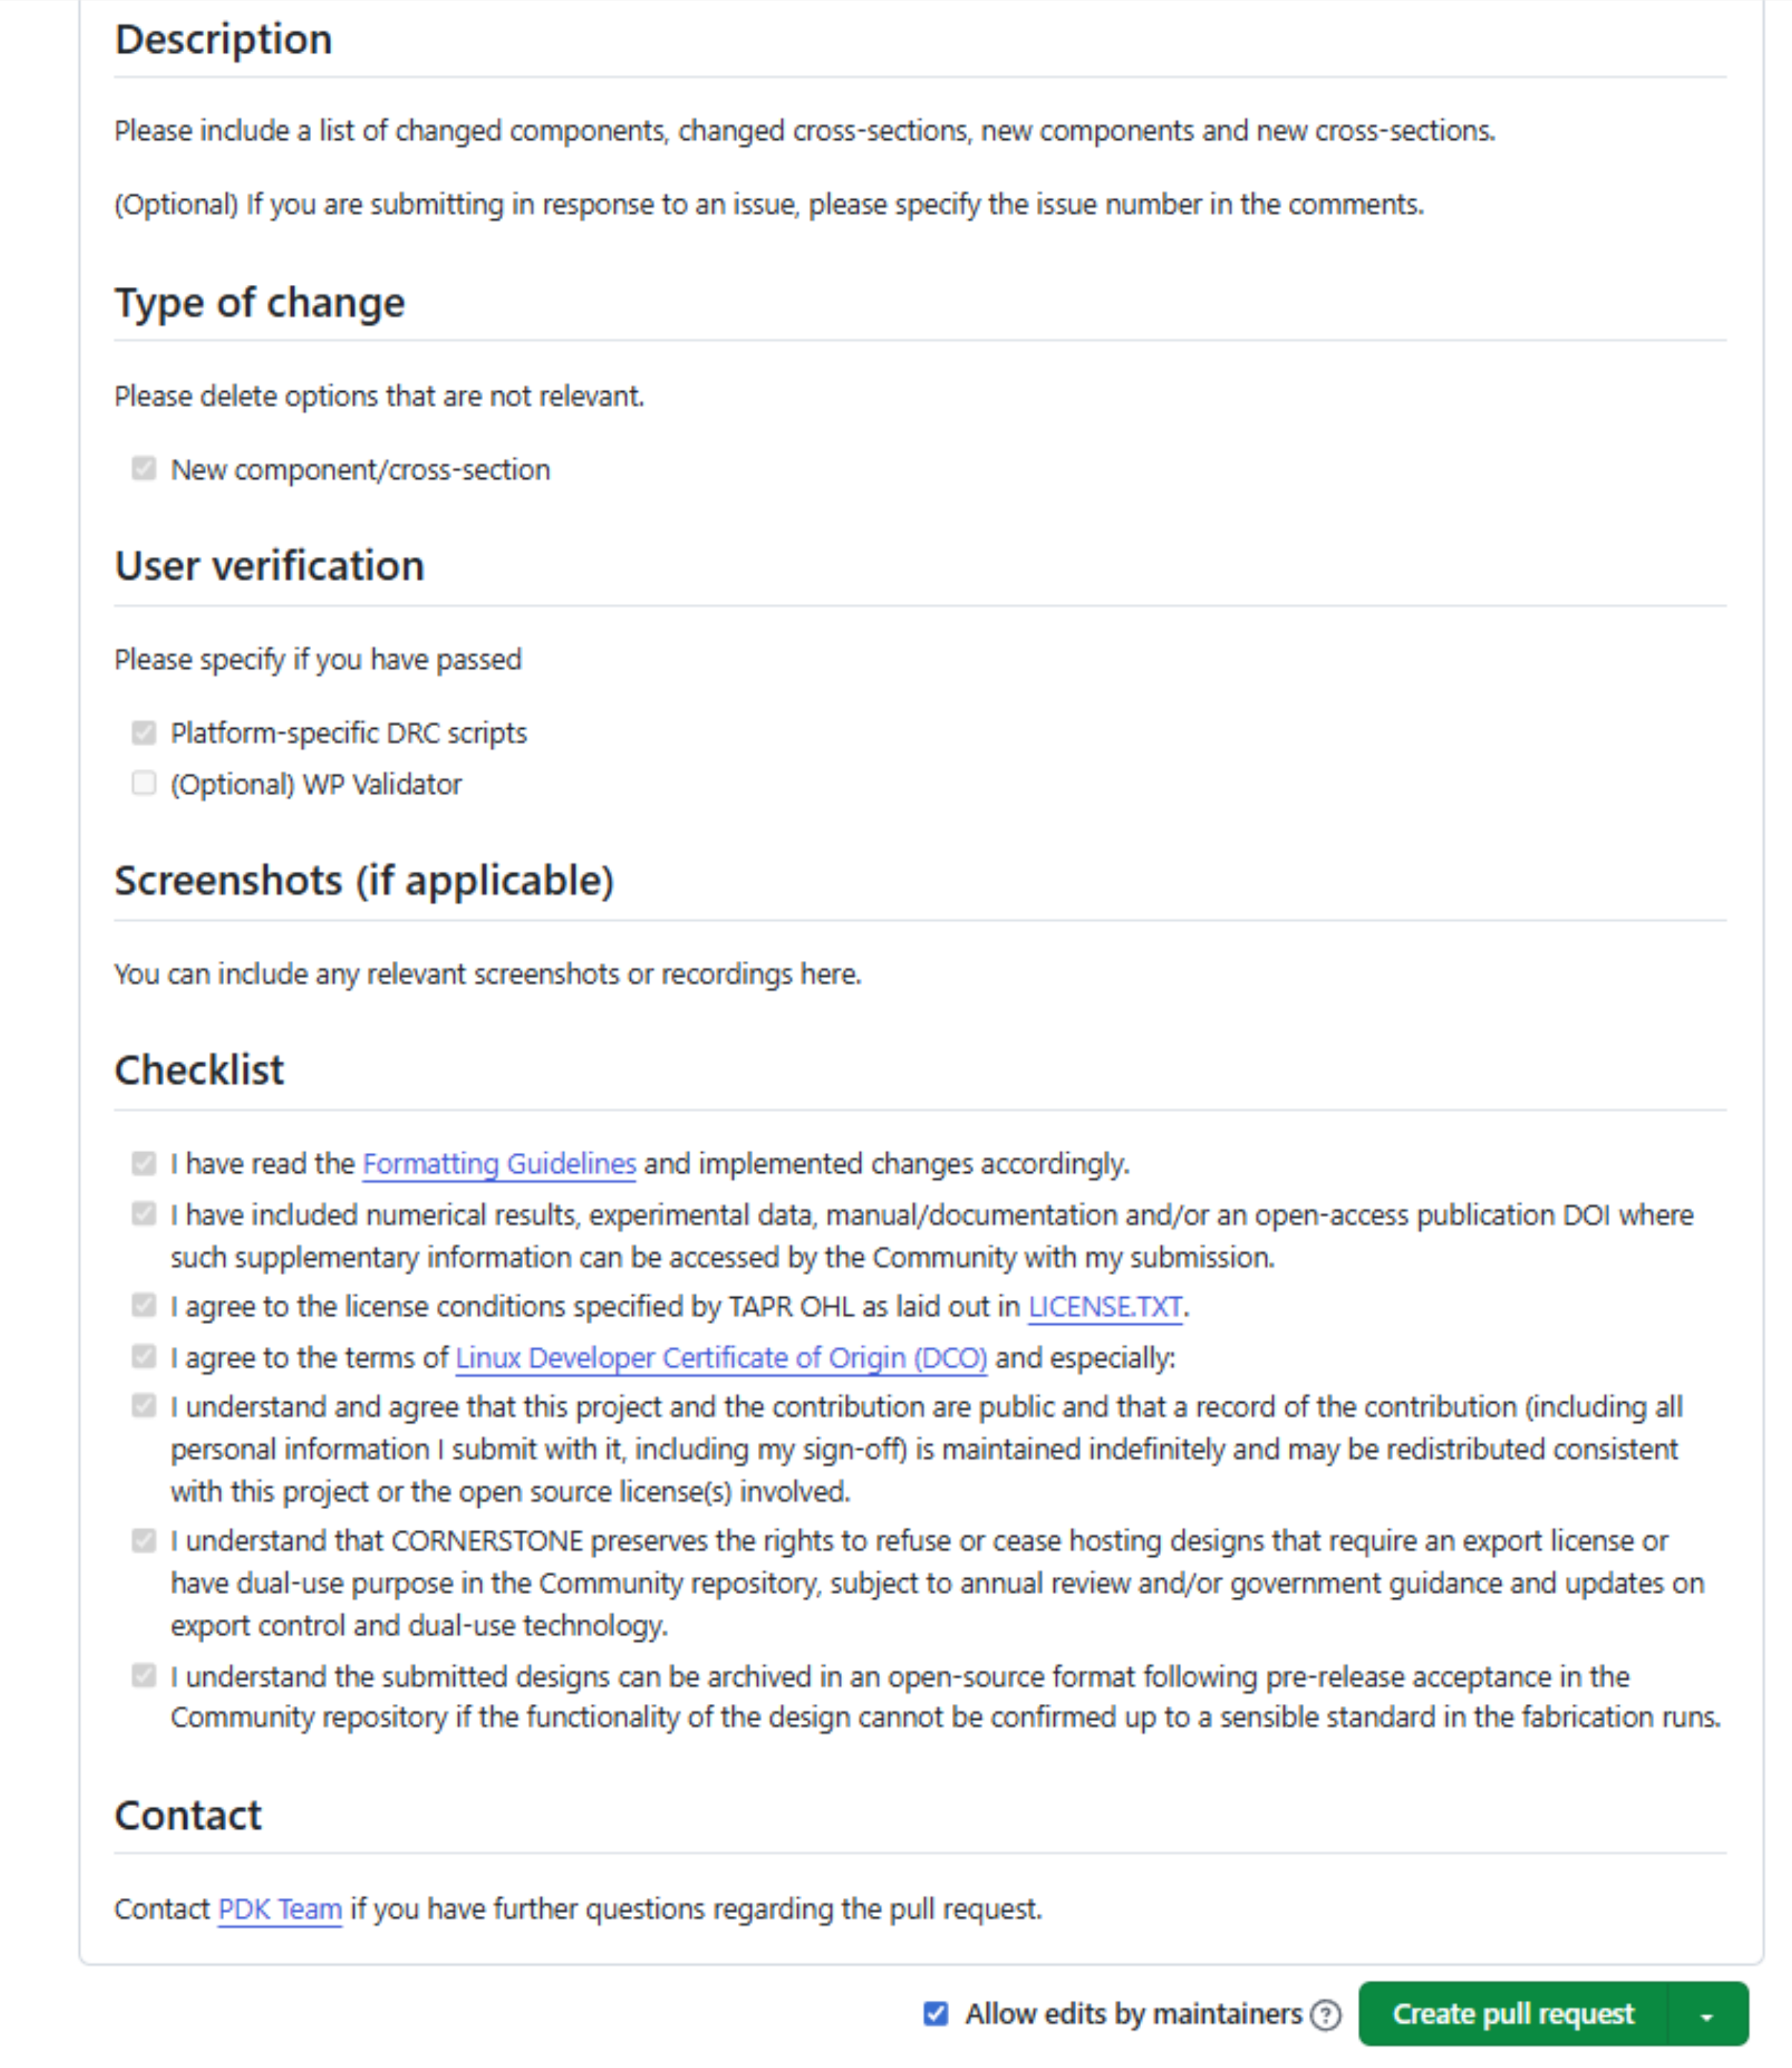 Description
Please include a list of changed components, changed cross-sections, new components and new cross-sections.
(Optional) If you are submitting in response to an issue, please specify the issue number in the comments.
Type of change
Please delete options that are not relevant.
New component/cross-section
User verification
Please specify if you have passed
Platform-specific DRC scripts
(Optional) WP Validator
Screenshots (if applicable)
You can include any relevant screenshots or recordings here.
Checklist
I have read the Formatting Guidelines and implemented changes accordingly.
I have included numerical results, experimental data, manual/documentation and/or an open-access publication DOI where
such supplementary information can be accessed by the Community with my submission.
I agree to the license conditions specified by TAPR OHL as laid out in LICENSE.TXT.
I agree to the terms of Linux Developer Certificate of Origin (DCO) and especially:
I understand and agree that this project and the contribution are public and that a record of the contribution (including all
personal information I submit with it, including my sign-off) is maintained indefinitely and may be redistributed consistent
with this project or the open source license(s) involved.
I understand that CORNERSTONE preserves the rights to refuse or cease hosting designs that require an export license or
have dual-use purpose in the Community repository, subject to annual review and/or government guidance and updates on
export control and dual-use technology.
I understand the submitted designs can be archived in an open-source format following pre-release acceptance in the
Community repository if the functionality of the design cannot be confirmed up to a sensible standard in the fabrication runs.
Contact
Contact PDK Team if you have further questions regarding the pull request.
Allow edits by maintainers ? Create pull request